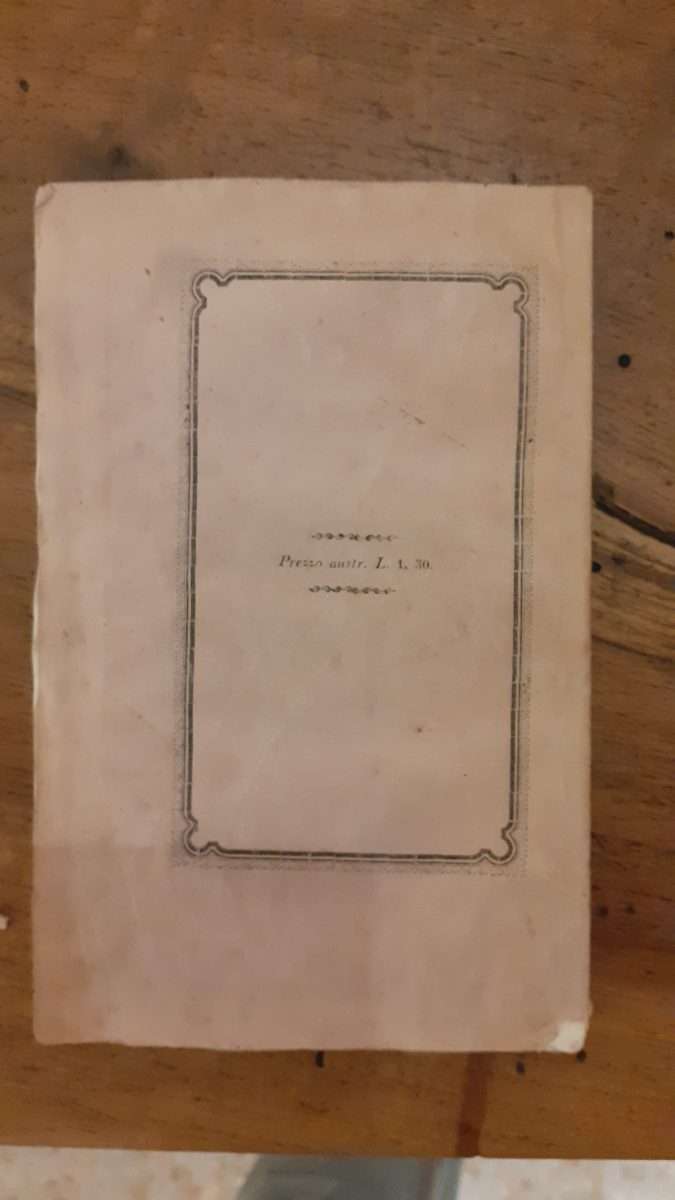 Prezzo austr. L. 1, 30.